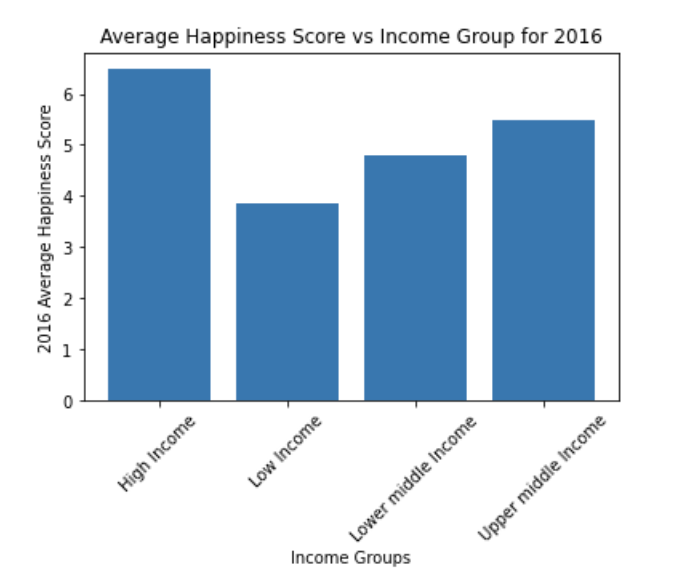 Average Happiness Score vs Income Group for 2016
2016 Average Happiness Score
6
5
4
3
2
1
0
High Income
Low Income
Lower middle Income
Upper middle Income
Income Groups